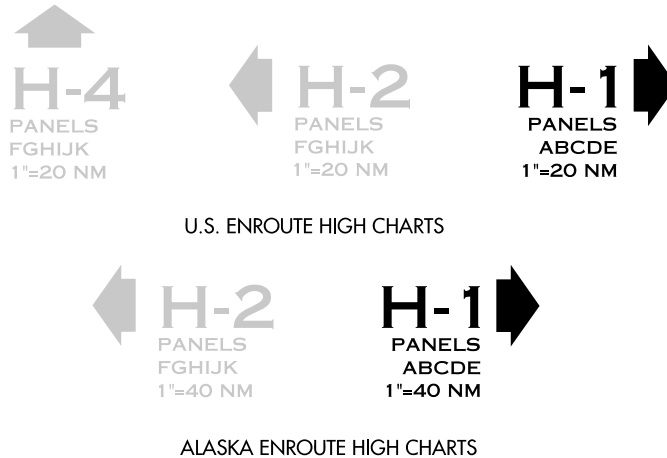 H-4
PANELS
FGHIJK
1"=20 NM
H-2
PANELS
FGHIJK
1"=20 NM
H-1
PANELS
ABCDE
1"=20 NM
U.S. ENROUTE HIGH CHARTS
H-2
PANELS
FGHIJK
1"=40 NM
H-1
PANELS
ABCDE
1"=40 NM
ALASKA ENROUTE HIGH CHARTS